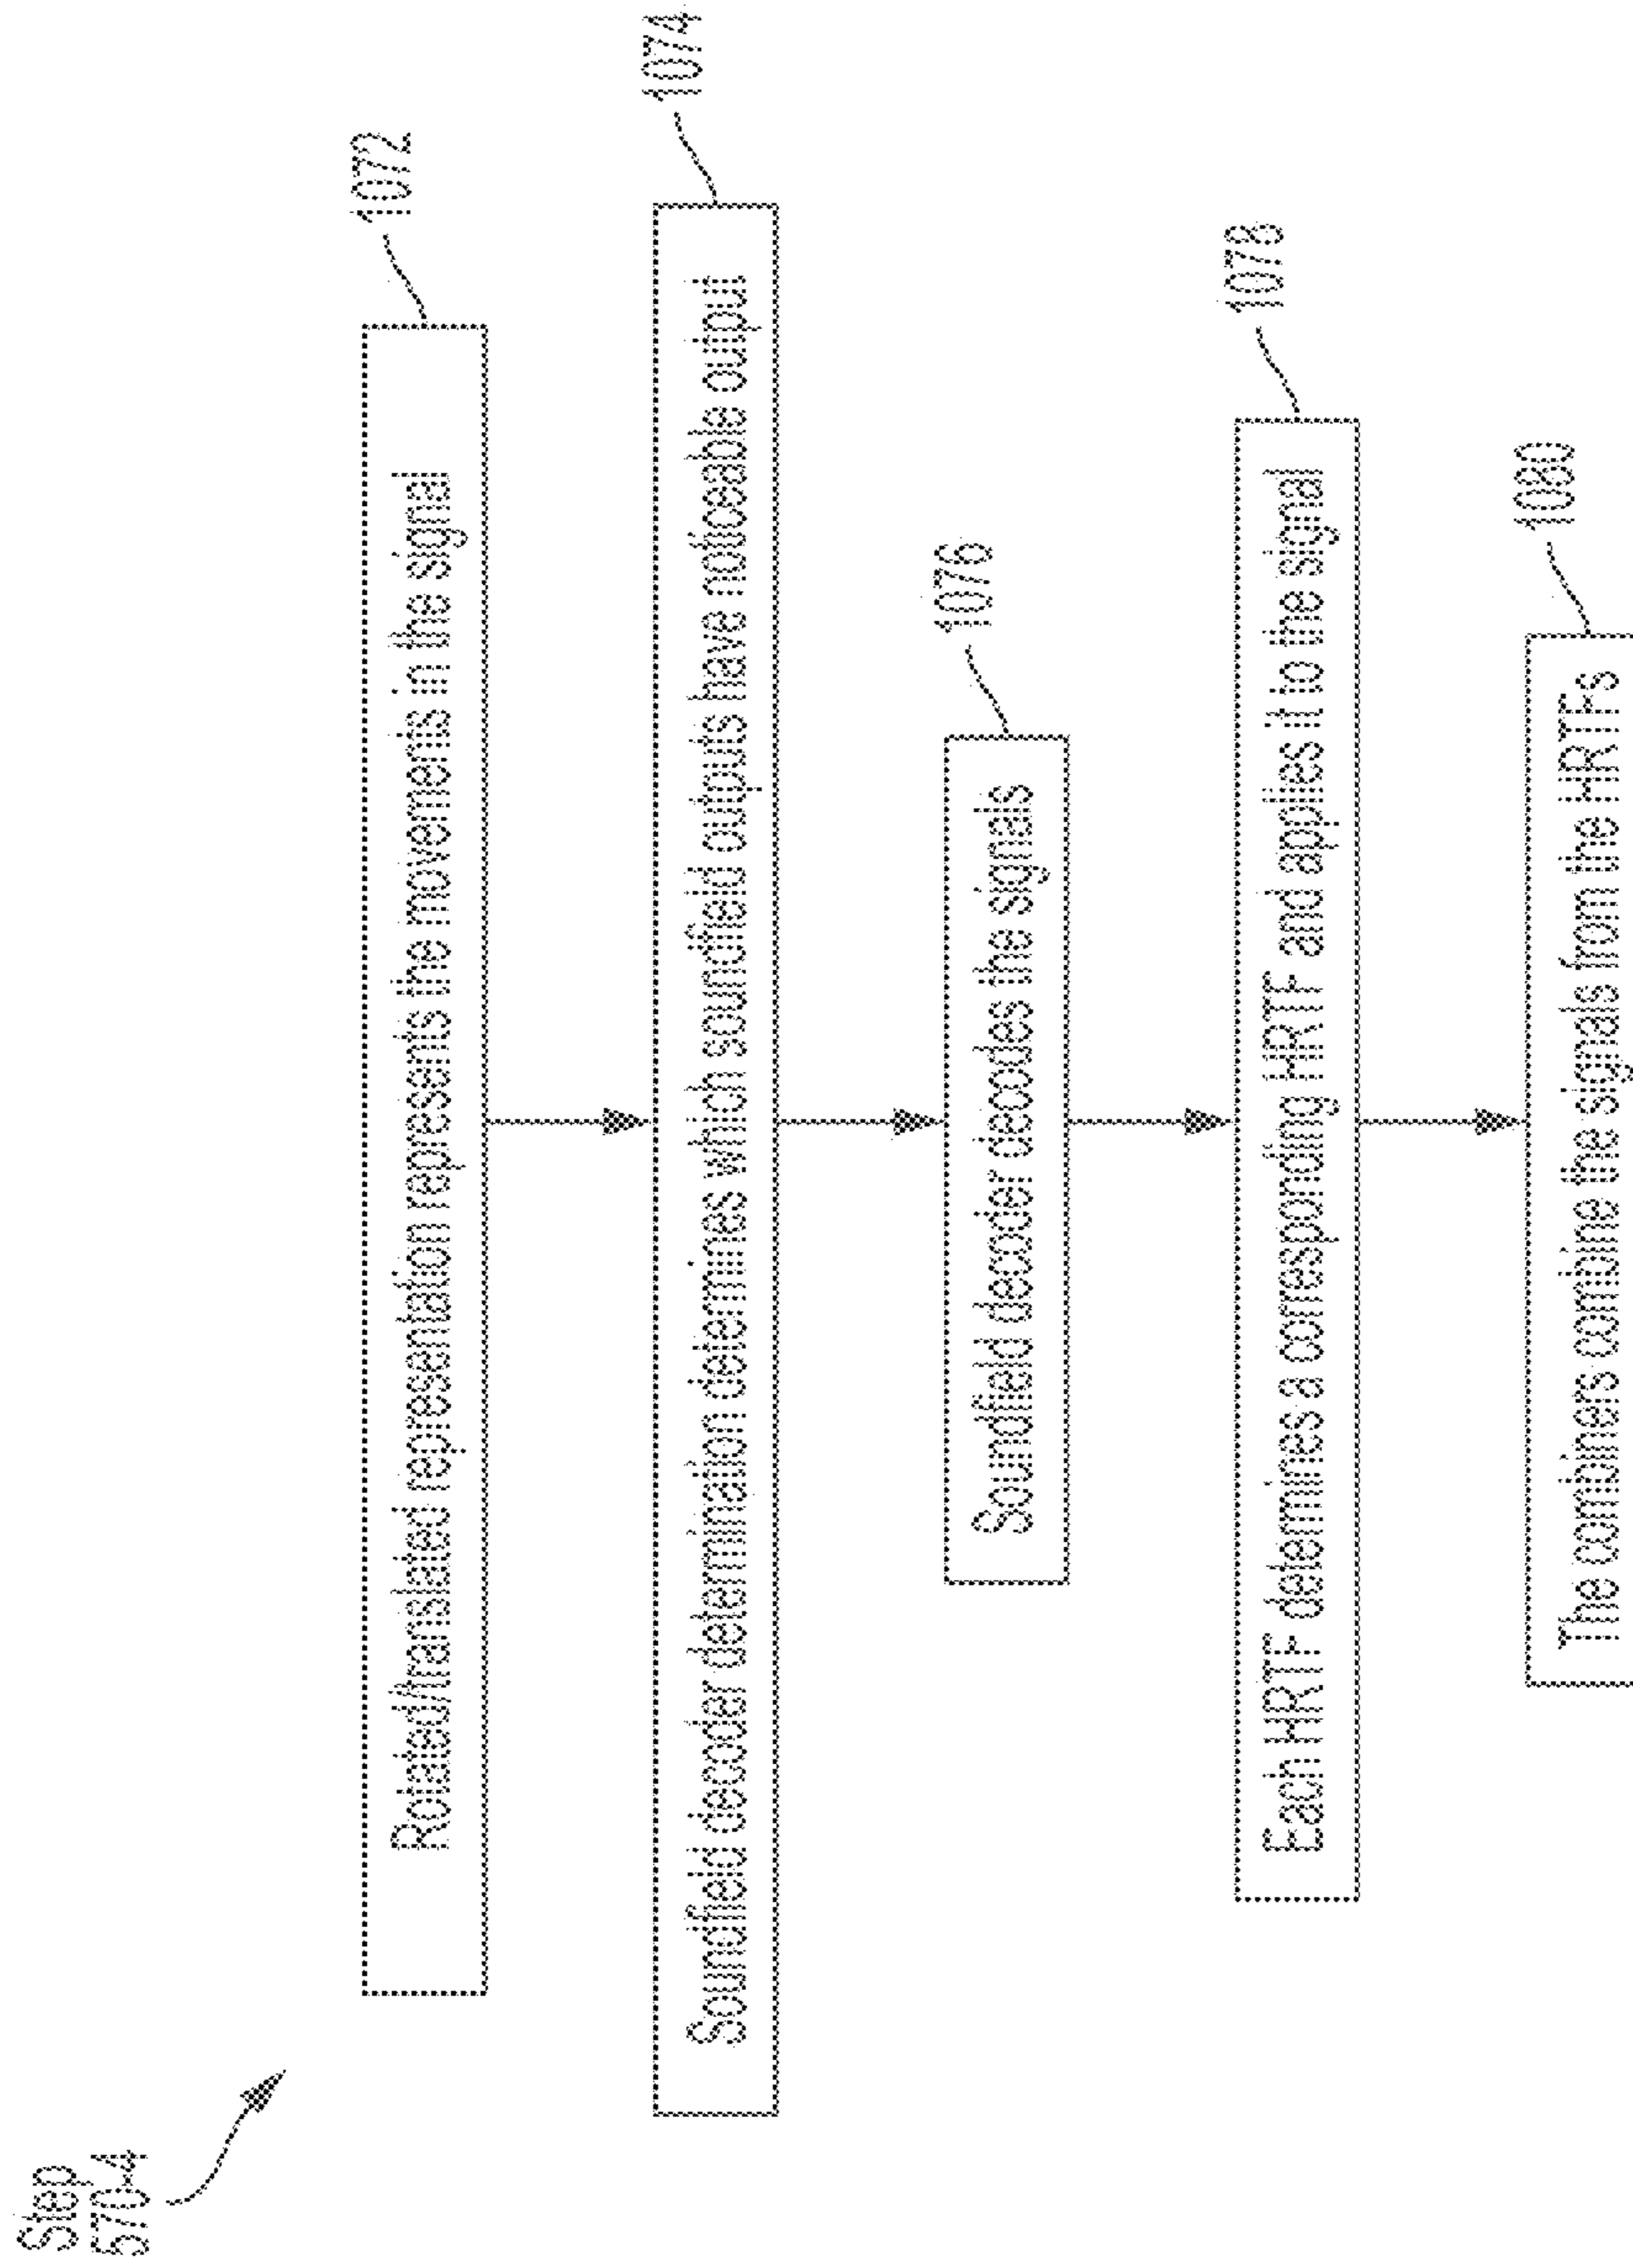 Step
570-4
1072
Rotated/translated representation represents the movements in the signal
1074
Soundfield decoder determination determines which soundfield outputs have noticeable output
1076
Soundfield decoder decodes the signals
1078
Each HRTF determines a corresponding HRTF and applies it to the signal
1080
The combiners combine the signals from the HRTFs